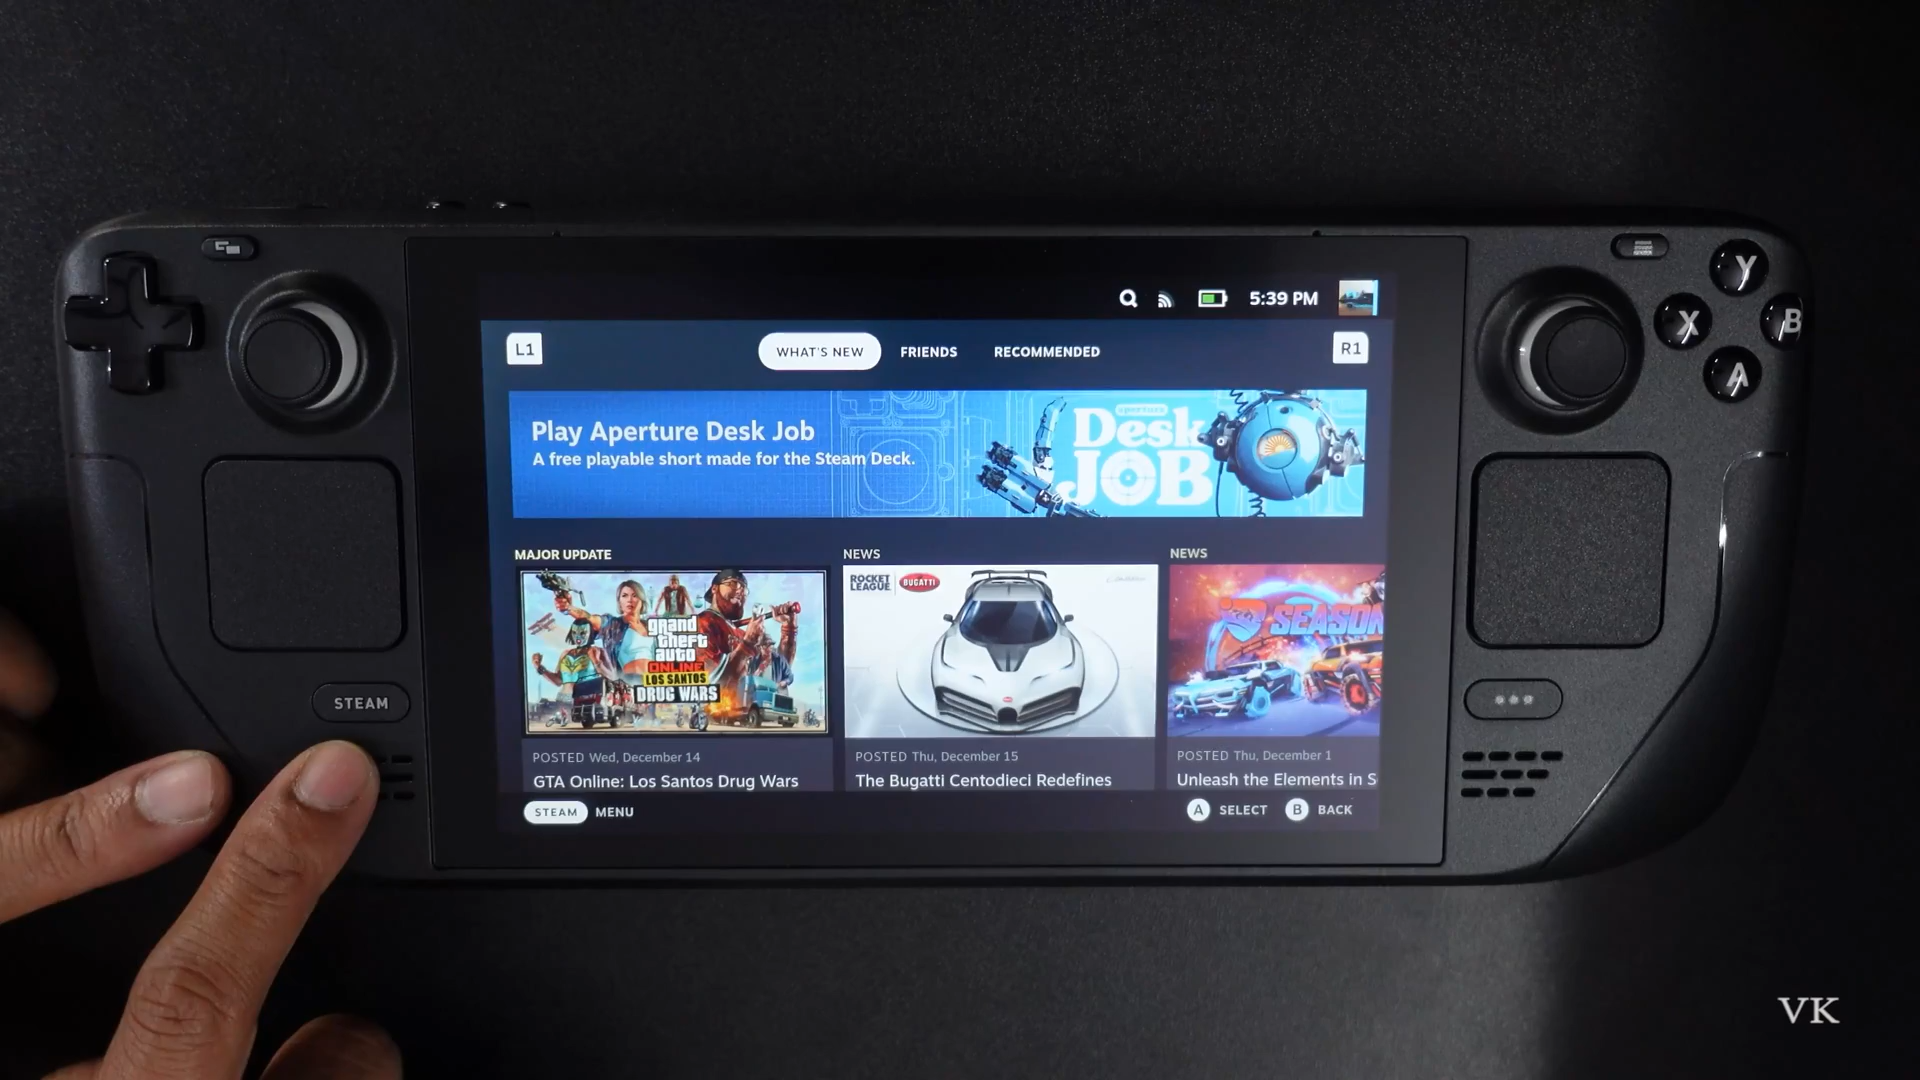 5:39 PM
L1
WHAT'S NEW
FRIENDS
RECOMMENDED
R1
Play Aperture Desk Job
A free playable short made for the Steam Deck.
aperture
Desk
JOB
MAJOR UPDATE
NEWS
NEWS
grand
theft
auto
ONLINE
LOS SANTOS
DRUG WARS
ROCKET
LEAGUE
BUGATTI
SEASON
POSTED Wed, December 14
GTA Online: Los Santos Drug Wars
POSTED Thu, December 15
The Bugatti Centodieci Redefines
POSTED Thu, December 1
Unleash the Elements in S
STEAM MENU
A SELECT B BACK
STEAM
Y
X
B
A
VK